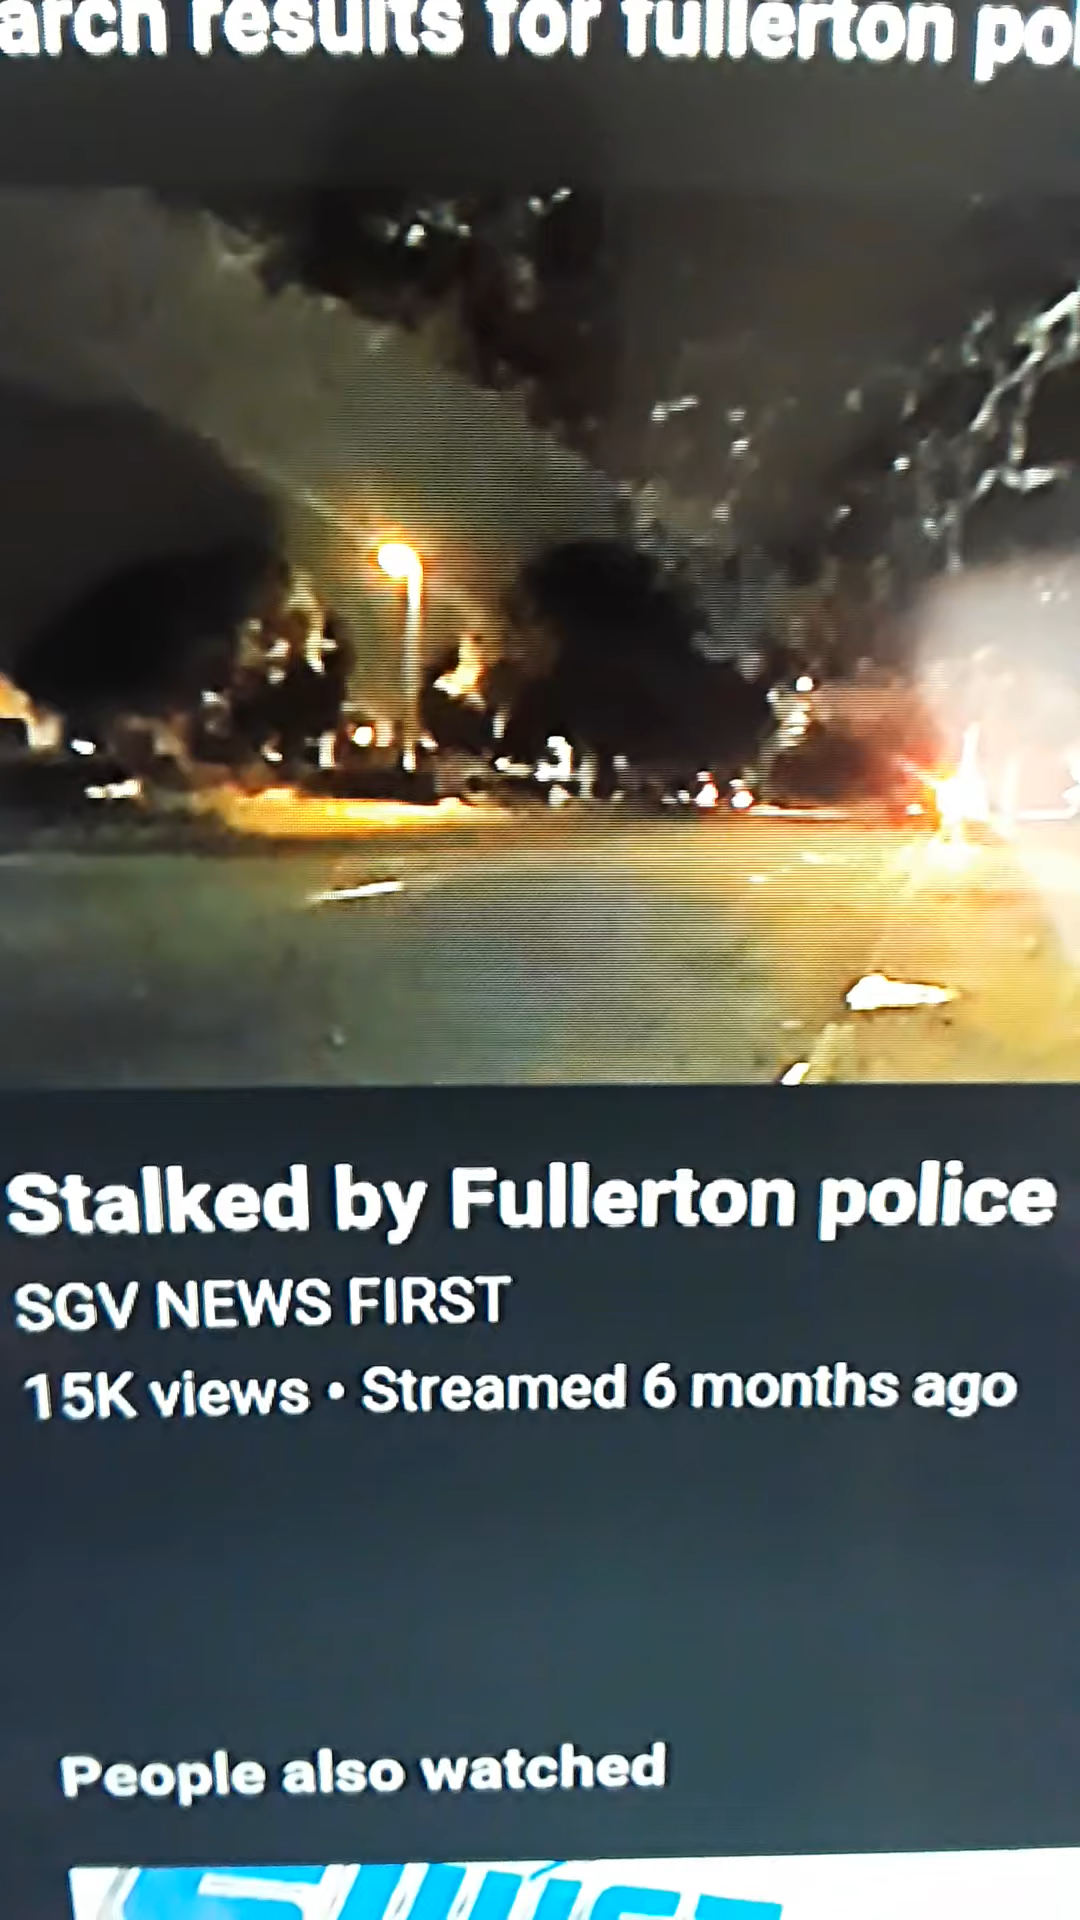 arch results for fullerton pol
Stalked by Fullerton police
SGV NEWS FIRST
15K views • Streamed 6 months ago
People also watched